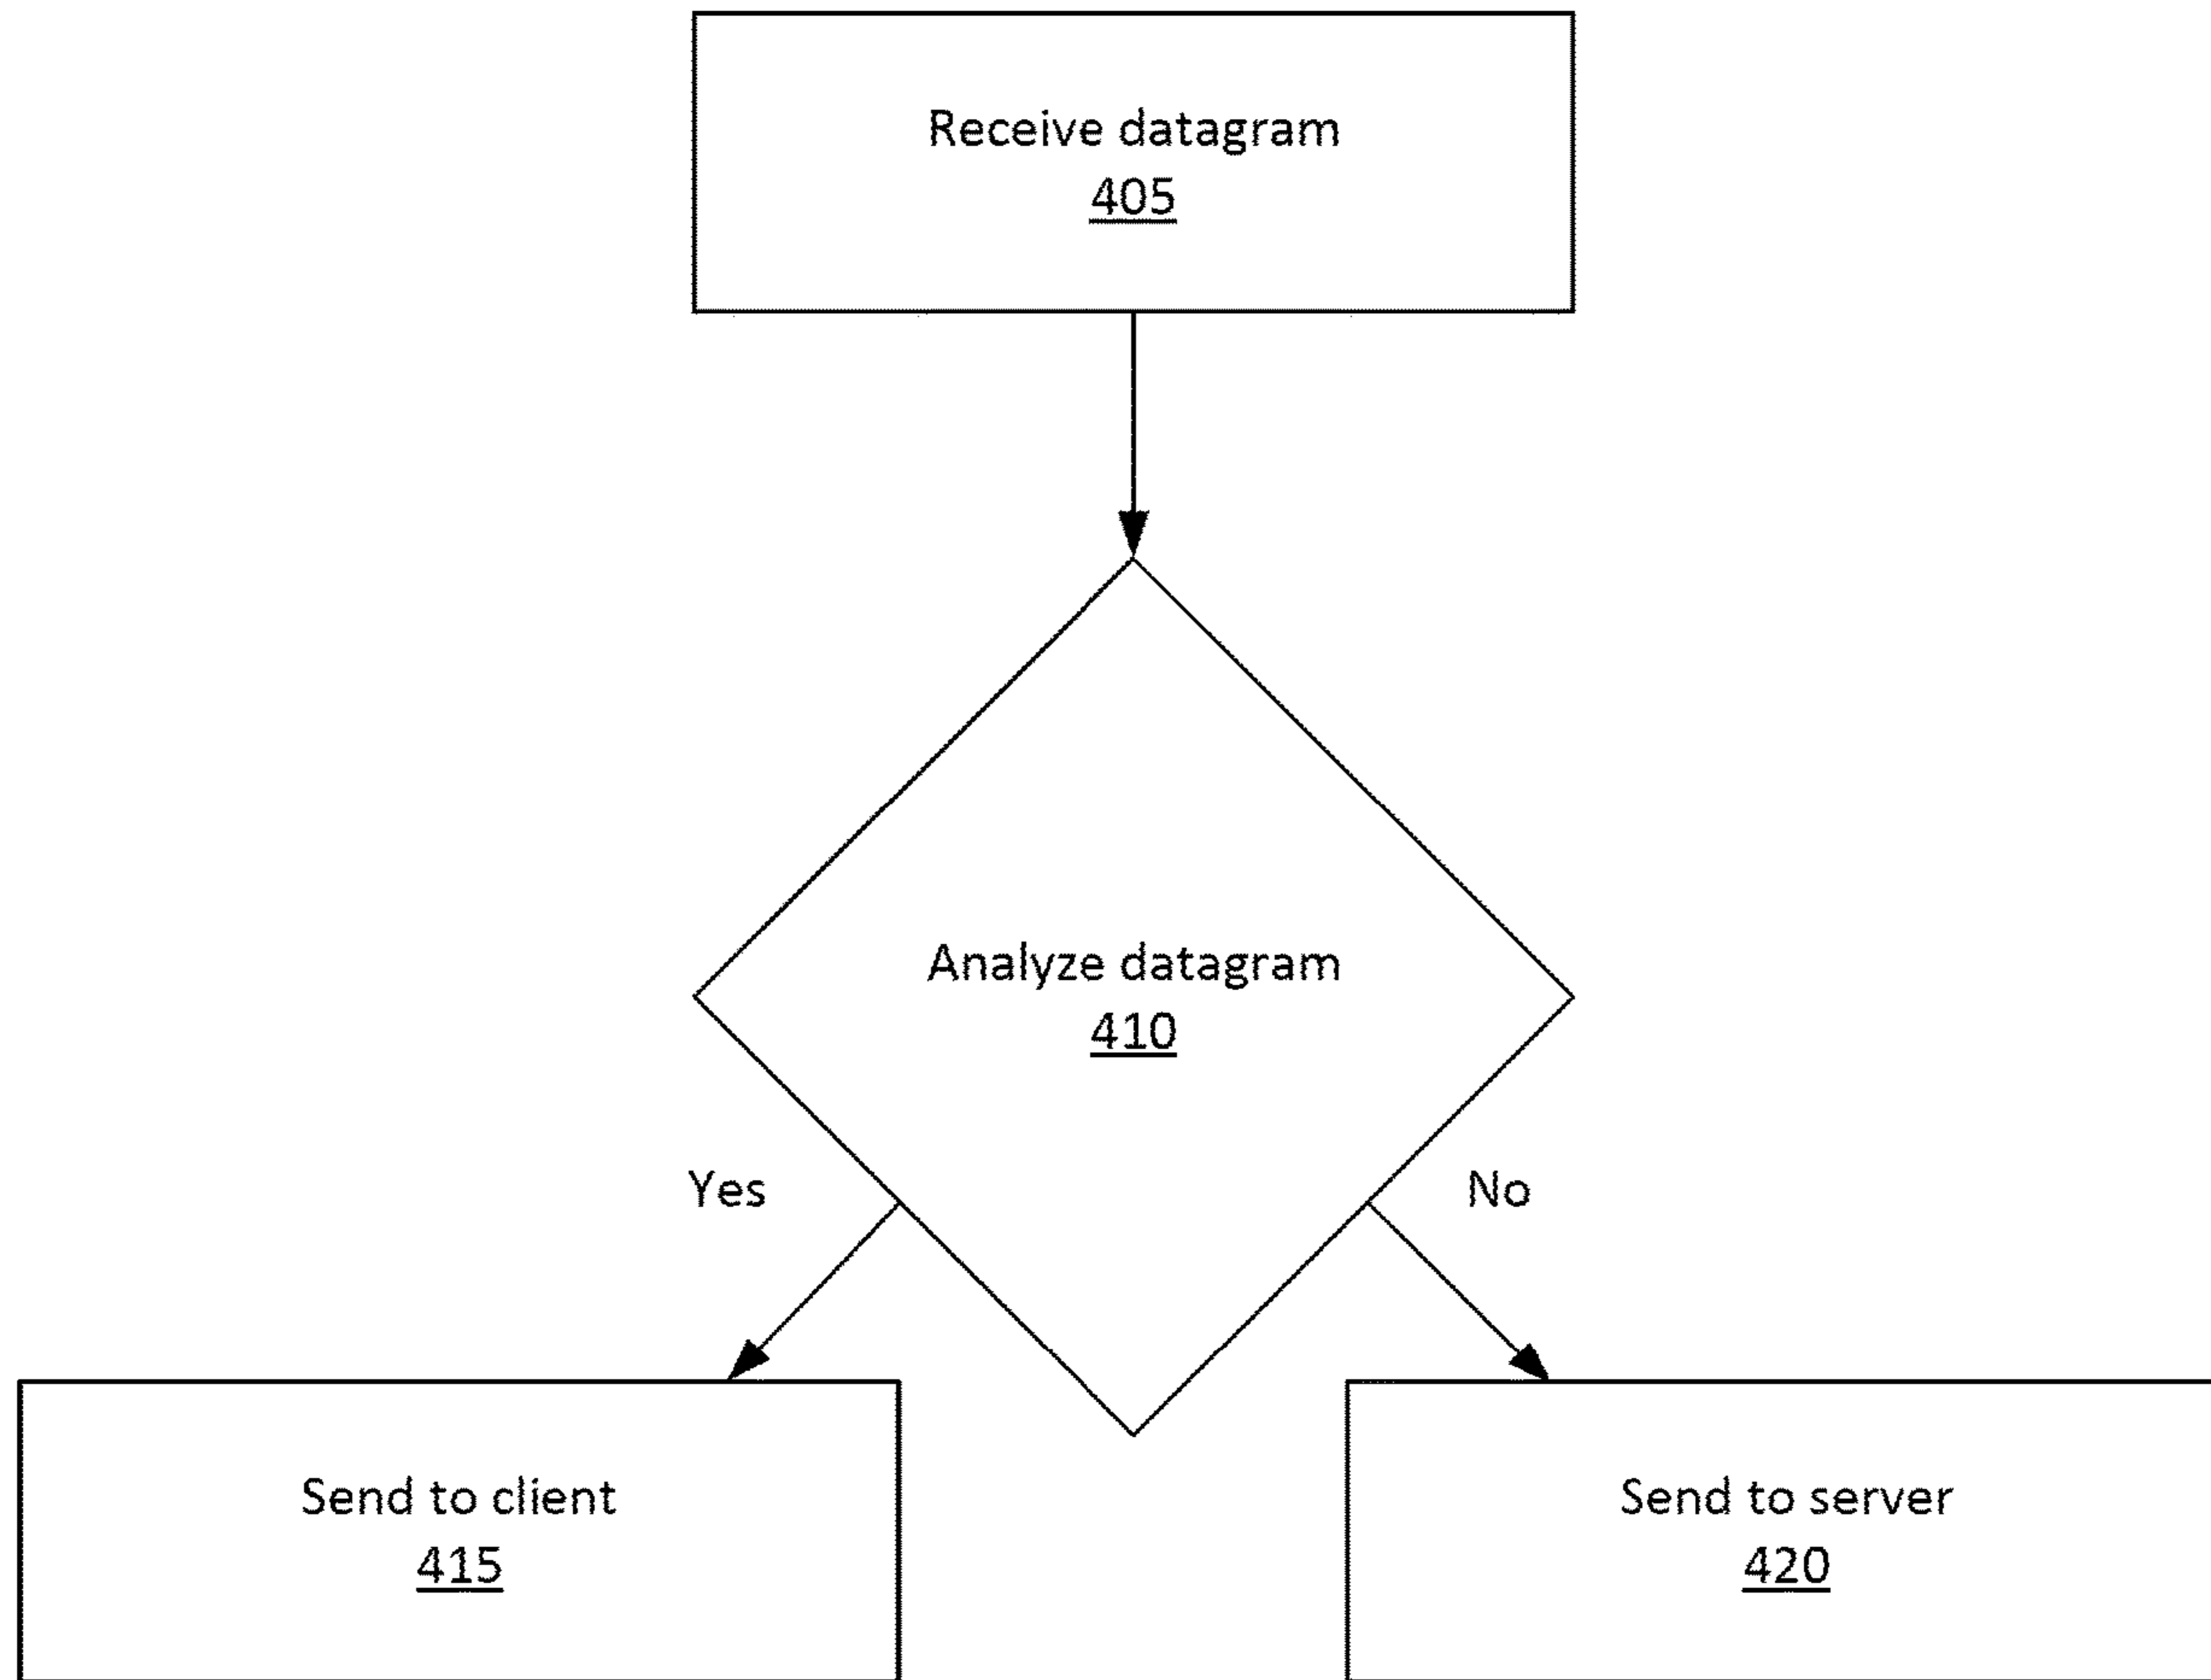 Receive datagram
405
Analyze datagram
410
Yes
No
Send to client
415
Send to server
420